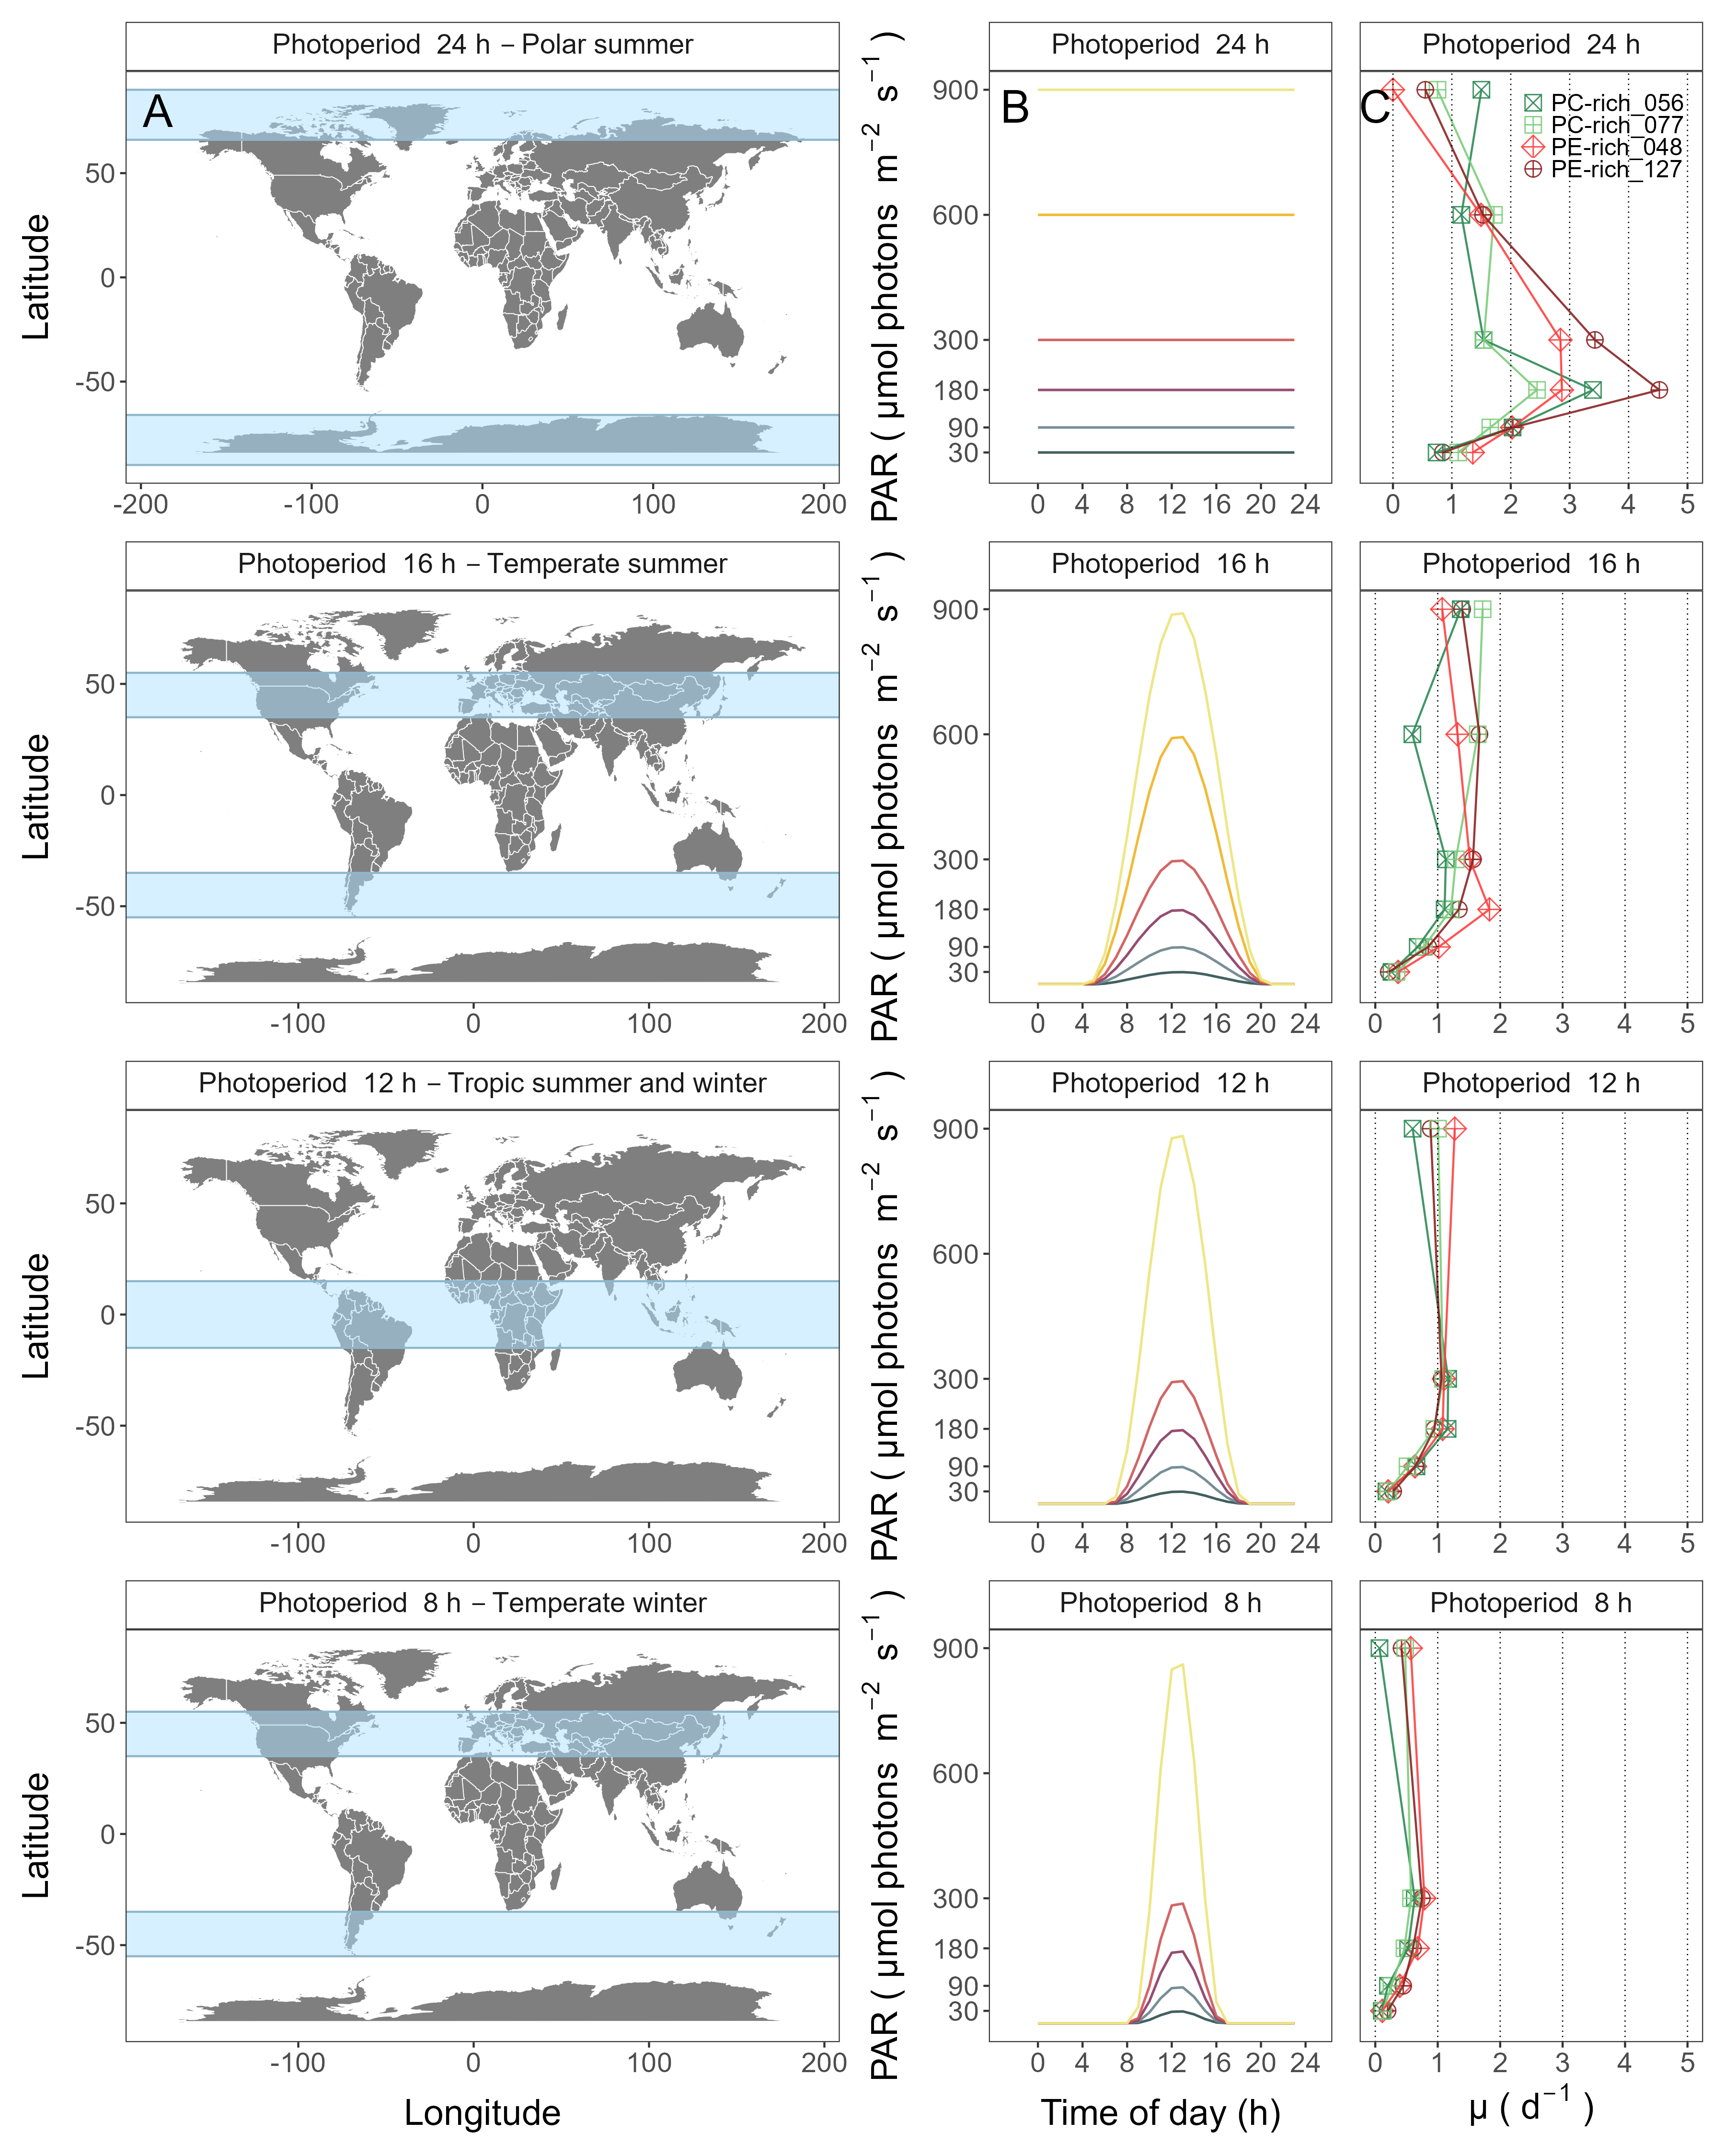 Photoperiod 24 h – Polar summer
A
Latitude
50
0
-50
-200 -100 0 100 200
PAR ( µmol photons m−2 s−1 )
Photoperiod 24 h
B
900
600
300
180
90
30
0 4 8 12 16 20 24
Photoperiod 24 h
C
PC-rich_056
PC-rich_077
PE-rich_048
PE-rich_127
0 1 2 3 4 5
Photoperiod 16 h – Temperate summer
Latitude
50
0
-50
-100 0 100 200
PAR ( µmol photons m−2 s−1 )
Photoperiod 16 h
900
600
300
180
90
30
0 4 8 12 16 20 24
Photoperiod 16 h
0 1 2 3 4 5
Photoperiod 12 h – Tropic summer and winter
Latitude
50
0
-50
-100 0 100 200
PAR ( µmol photons m−2 s−1 )
Photoperiod 12 h
900
600
300
180
90
30
0 4 8 12 16 20 24
Photoperiod 12 h
0 1 2 3 4 5
Photoperiod 8 h – Temperate winter
Latitude
50
0
-50
-100 0 100 200
Longitude
PAR ( µmol photons m−2 s−1 )
Photoperiod 8 h
900
600
300
180
90
30
0 4 8 12 16 20 24
Time of day (h)
Photoperiod 8 h
0 1 2 3 4 5
µ ( d−1 )